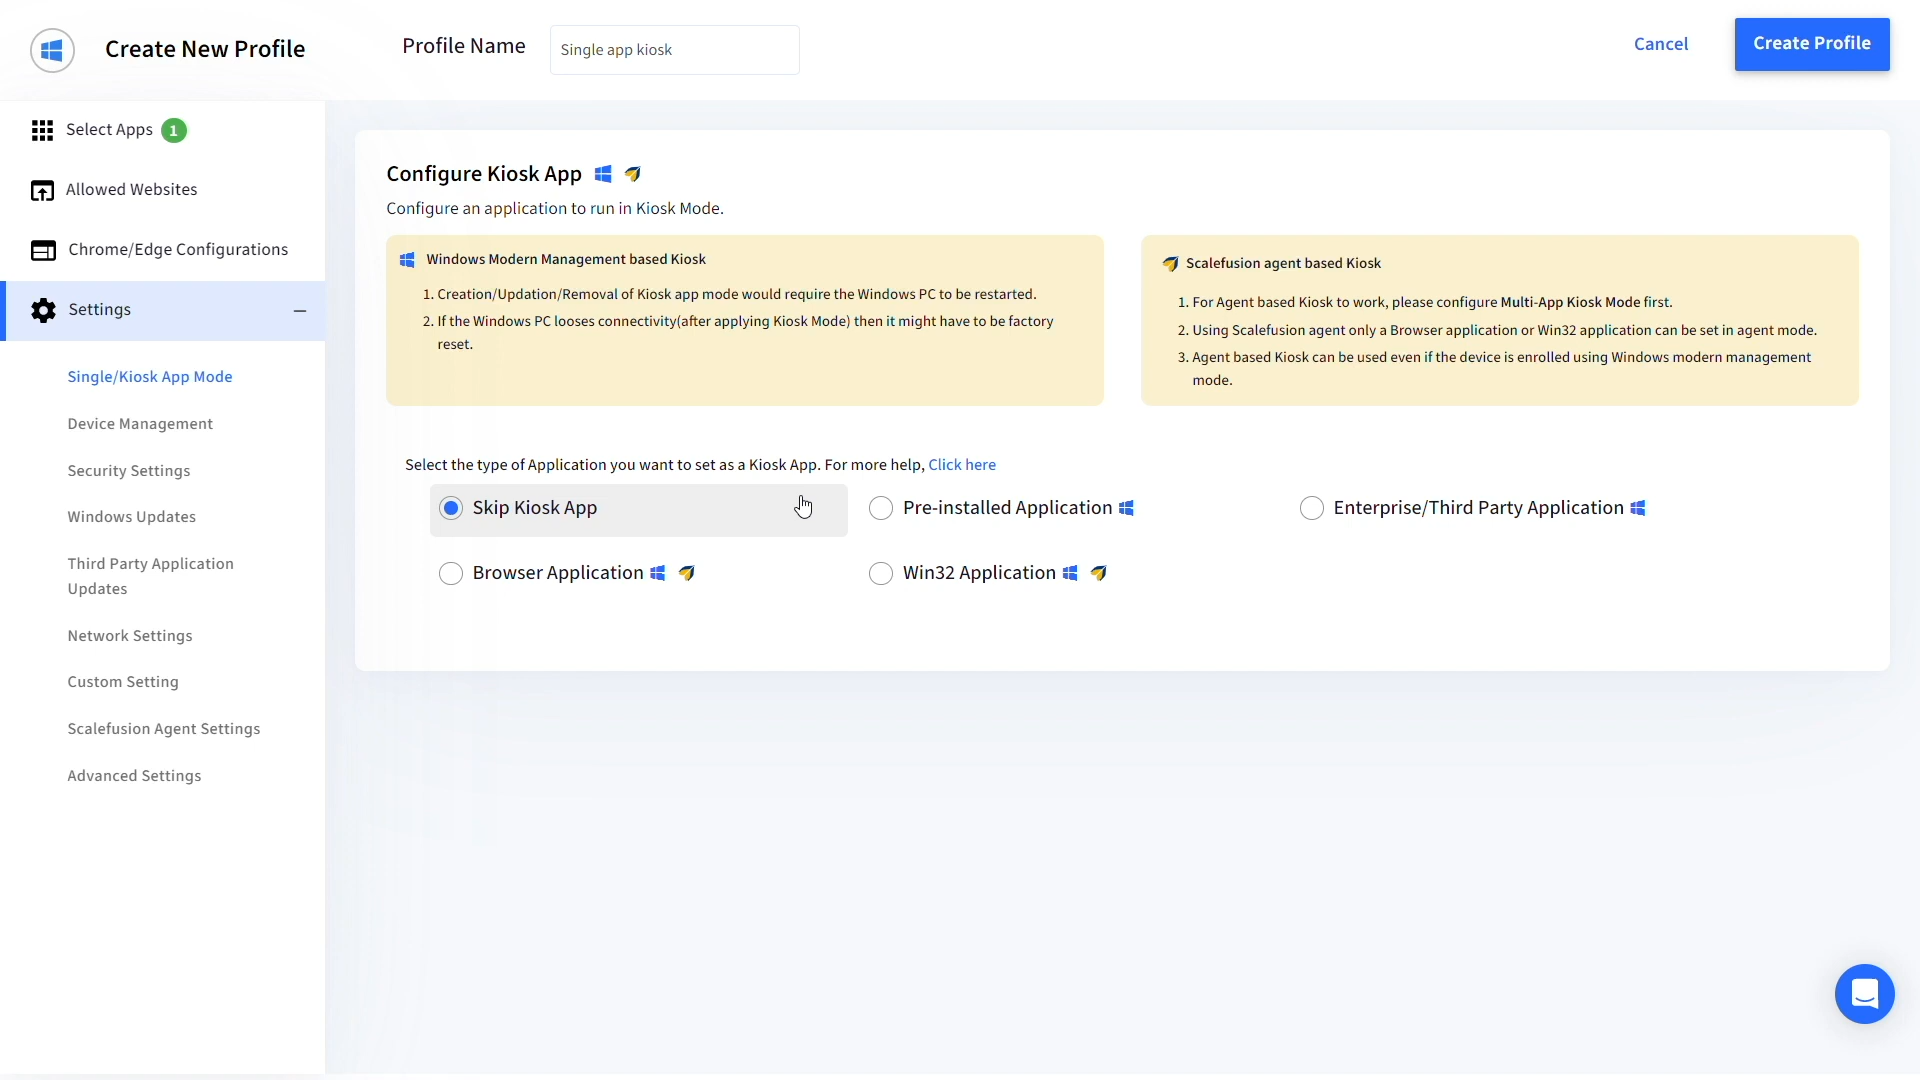 Create New Profile
Profile Name
Single app kiosk
Cancel
Create Profile
Select Apps 1
Allowed Websites
Chrome/Edge Configurations
Settings
Single/Kiosk App Mode
Device Management
Security Settings
Windows Updates
Third Party Application
Updates
Network Settings
Custom Setting
Scalefusion Agent Settings
Advanced Settings
Configure Kiosk App
Configure an application to run in Kiosk Mode.
Windows Modern Management based Kiosk
1. Creation/Updation/Removal of Kiosk app mode would require the Windows PC to be restarted.
2. If the Windows PC looses connectivity(after applying Kiosk Mode) then it might have to be factory
reset.
Scalefusion agent based Kiosk
1. For Agent based Kiosk to work, please configure Multi-App Kiosk Mode first.
2. Using Scalefusion agent only a Browser application or Win32 application can be set in agent mode.
3. Agent based Kiosk can be used even if the device is enrolled using Windows modern management
mode.
Select the type of Application you want to set as a Kiosk App. For more help, Click here
Skip Kiosk App
Pre-installed Application
Enterprise/Third Party Application
Browser Application
Win32 Application